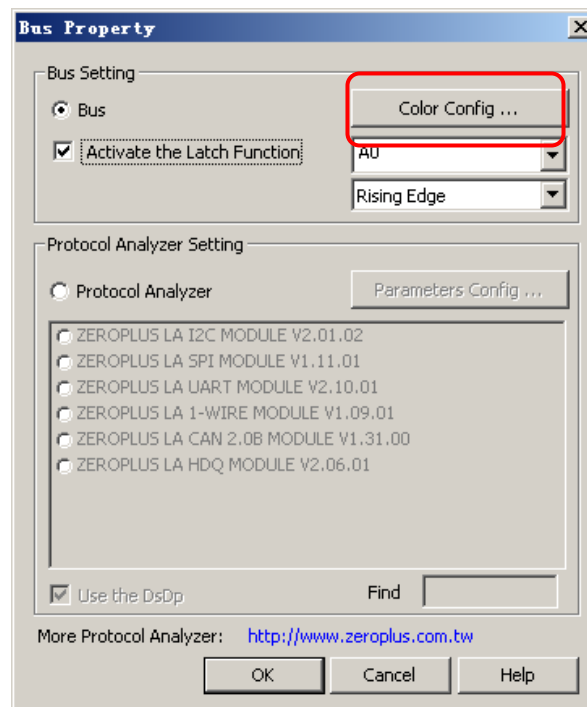 Bus Property
Bus Setting
Bus
Color Config ...
Activate the Latch Function
A0
Rising Edge
Protocol Analyzer Setting
Protocol Analyzer
Parameters Config ...
ZEROPLUS LA I2C MODULE V2.01.02
ZEROPLUS LA SPI MODULE V1.11.01
ZEROPLUS LA UART MODULE V2.10.01
ZEROPLUS LA 1-WIRE MODULE V1.09.01
ZEROPLUS LA CAN 2.0B MODULE V1.31.00
ZEROPLUS LA HDQ MODULE V2.06.01
Use the DsDp
Find
More Protocol Analyzer: http://www.zeroplus.com.tw
OK
Cancel
Help